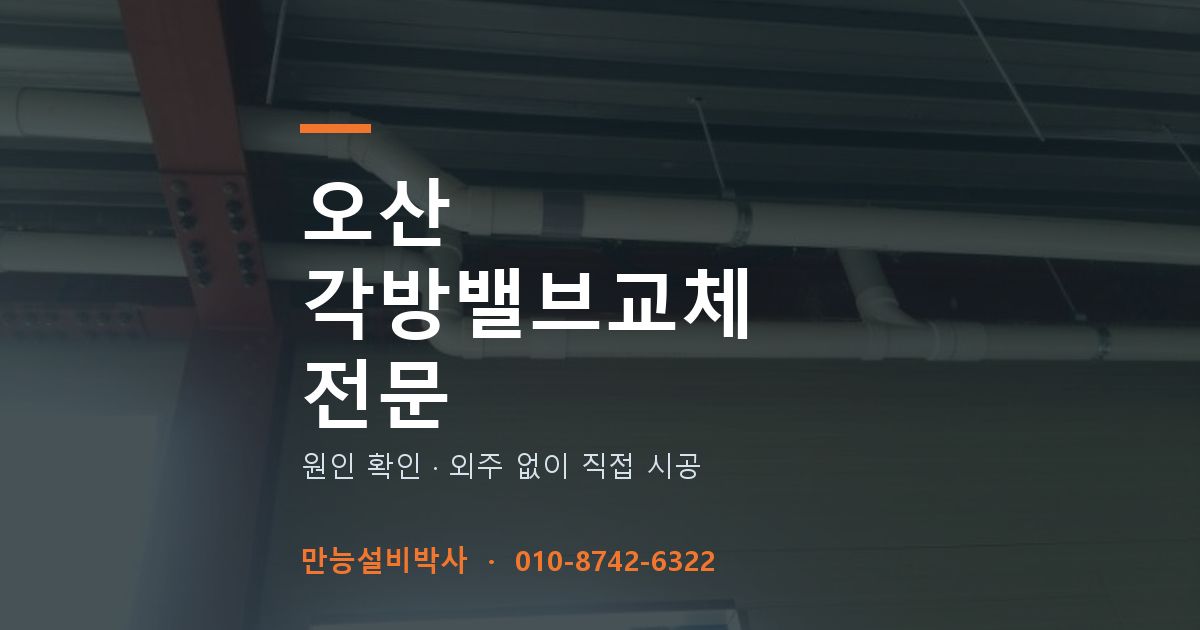 오산
각방밸브교체
전문
원인 확인 · 외주 없이 직접 시공
만능설비박사 · 010-8742-6322